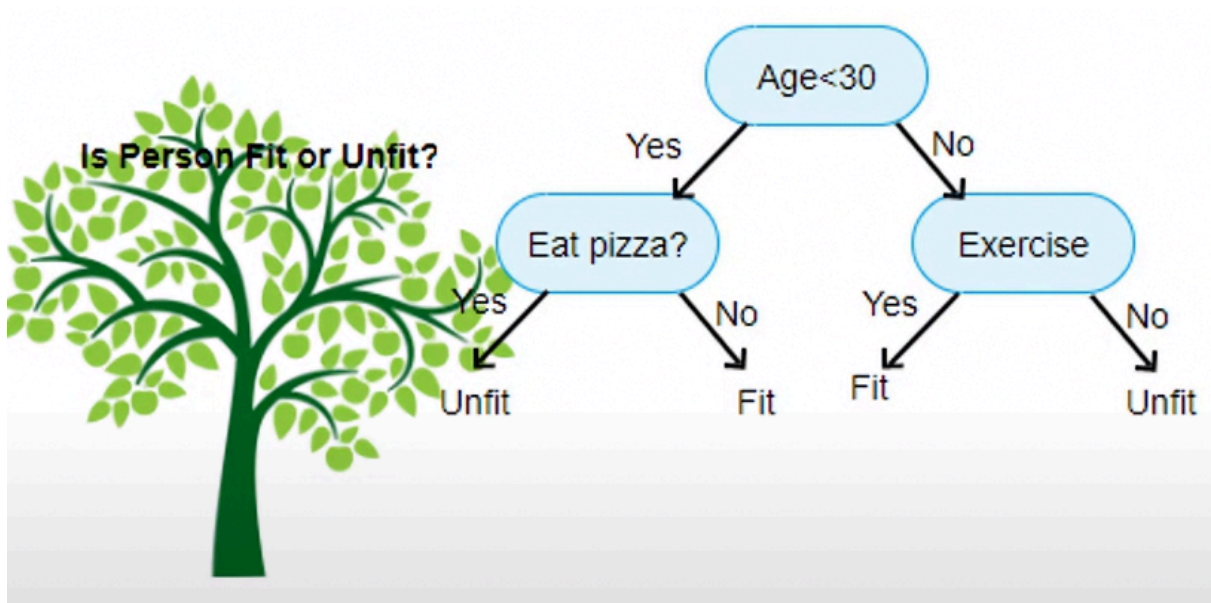 Age<30
Yes
No
Is Person Fit or Unfit?
Eat pizza?
Exercise
Yes
No
Yes
No
Unfit
Fit
Fit
Unfit